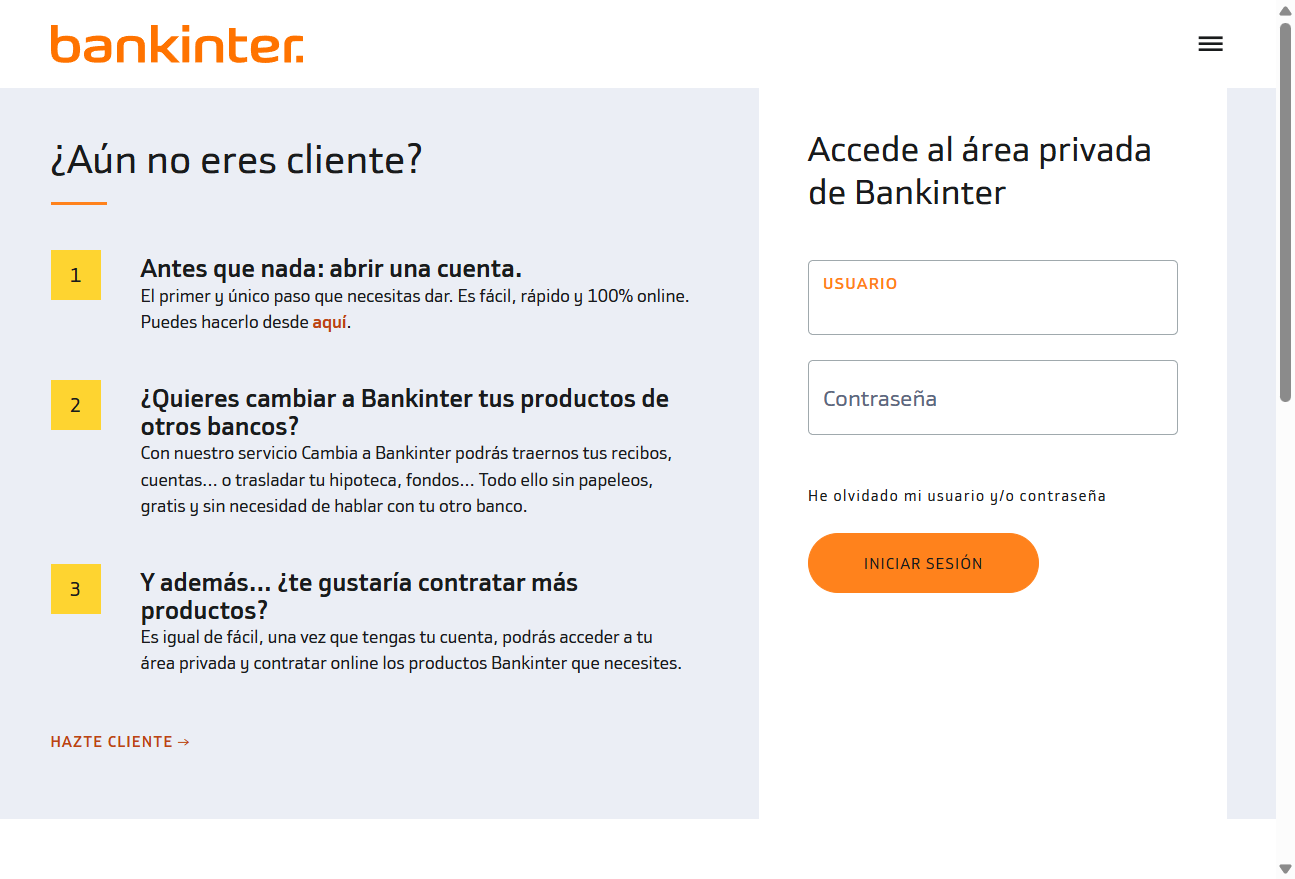 bankinter.
¿Aún no eres cliente?
1
Antes que nada: abrir una cuenta.
El primer y único paso que necesitas dar. Es fácil, rápido y 100% online.
Puedes hacerlo desde aquí.
2
¿Quieres cambiar a Bankinter tus productos de
otros bancos?
Con nuestro servicio Cambia a Bankinter podrás traernos tus recibos,
cuentas... o trasladar tu hipoteca, fondos... Todo ello sin papeleos,
gratis y sin necesidad de hablar con tu otro banco.
3
Y además... ¿te gustaría contratar más
productos?
Es igual de fácil, una vez que tengas tu cuenta, podrás acceder a tu
área privada y contratar online los productos Bankinter que necesites.
HAZTE CLIENTE →
Accede al área privada
de Bankinter
USUARIO
Contraseña
He olvidado mi usuario y/o contraseña
INICIAR SESIÓN